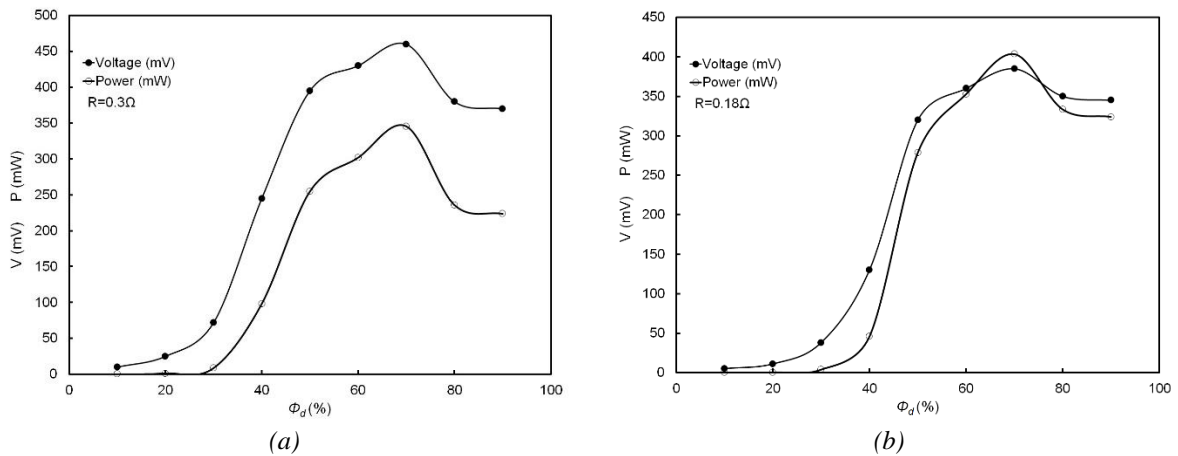 500
450
400
350
300
250
200
150
100
50
0
V (mV) P (mW)
Voltage (mV)
Power (mW)
R=0.3Ω
0 20 40 60 80 100
Φd (%)
(a)
450
400
350
300
250
200
150
100
50
0
V (mV) P (mW)
Voltage (mV)
Power (mW)
R=0.18Ω
0 20 40 60 80 100
Φd (%)
(b)